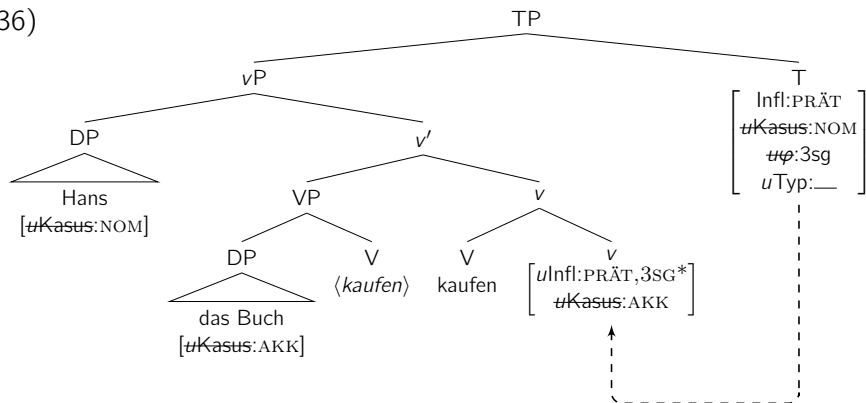 36)
TP
vP T
DP v′
Infl:PRÄT
uKasus:NOM
uφ:3sg
uTyp:__
Hans
[uKasus:NOM]
VP v
DP V V v
das Buch
[uKasus:AKK]
⟨kaufen⟩ kaufen
uInfl:PRÄT,3SG*
uKasus:AKK